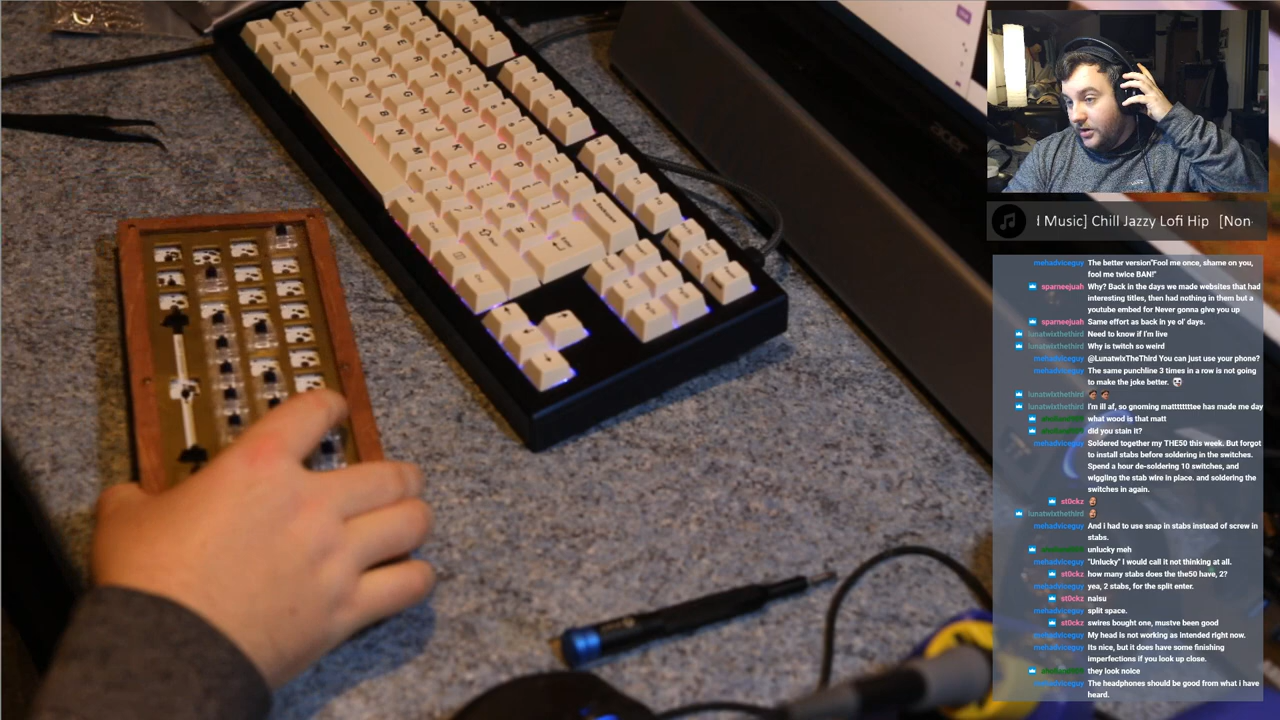 acer
I Music] Chill Jazzy Lofi Hip [Non-
mehadviceguy The better version"Fool me once, shame on you,
fool me twice BAN!"
sparneejuah Why? Back in the days we made websites that had
interesting titles, then had nothing in them but a
youtube embed for Never gonna give you up
sparneejuah Same effort as back in ye ol' days.
lunatwixthethird Need to know if I'm live
lunatwixthethird Why is twitch so weird
mehadviceguy @LunatwixTheThird You can just use your phone?
mehadviceguy The same punchline 3 times in a row is not going
to make the joke better.
lunatwixthethird
lunatwixthethird I'm ill af, so gnoming matttttttttee has made me day
what wood is that matt
did you stain it?
mehadviceguy Soldered together my THE50 this week. But forgot
to install stabs before soldering in the switches.
Spend a hour de-soldering 10 switches, and
wiggling the stab wire in place. and soldering the
switches in again.
st0ckz
lunatwixthethird
mehadviceguy And i had to use snap in stabs instead of screw in
stabs.
unlucky meh
mehadviceguy "Unlucky" I would call it not thinking at all.
st0ckz how many stabs does the the50 have, 2?
mehadviceguy yea, 2 stabs, for the split enter.
st0ckz naisu
mehadviceguy split space.
st0ckz swires bought one, mustve been good
mehadviceguy My head is not working as intended right now.
mehadviceguy Its nice, but it does have some finishing
imperfections if you look up close.
they look noice
mehadviceguy The headphones should be good from what i have
heard.